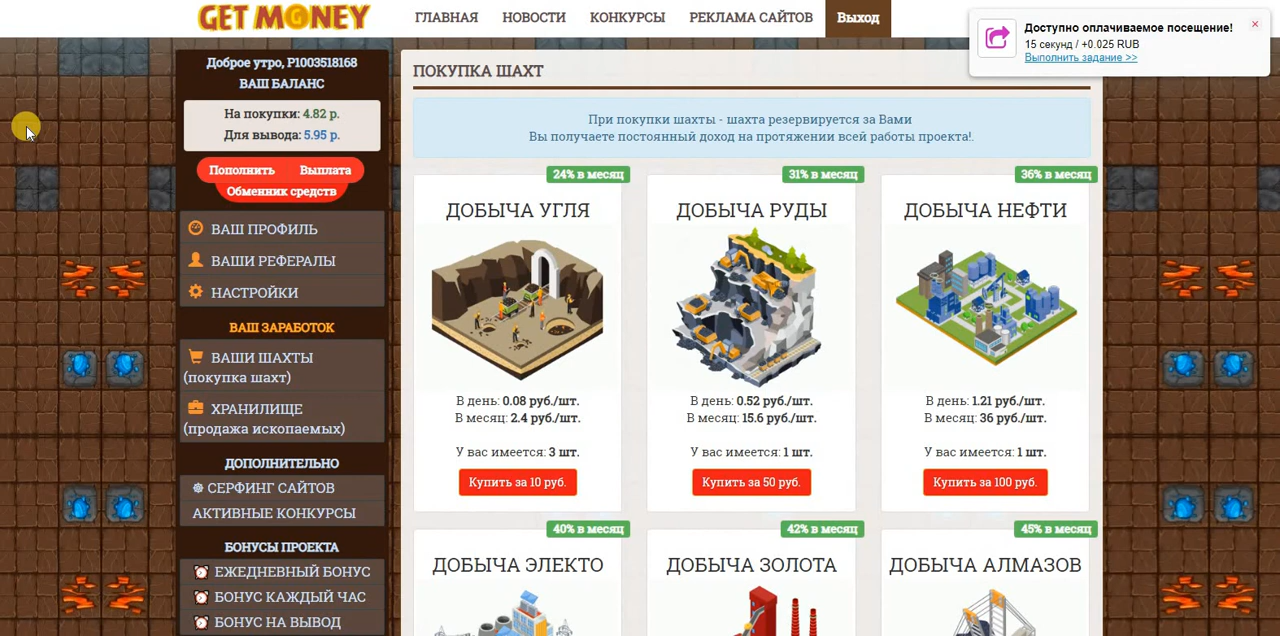 GET MONEY
ГЛАВНАЯ НОВОСТИ КОНКУРСЫ РЕКЛАМА САЙТОВ Выход
Доступно оплачиваемое посещение!
15 секунд / +0.025 RUB
Выполнить задание >>
Доброе утро, P1003518168
ВАШ БАЛАНС
На покупки: 4.82 р.
Для вывода: 5.95 р.
Пополнить Выплата
Обменник средств
ВАШ ПРОФИЛЬ
ВАШИ РЕФЕРАЛЫ
НАСТРОЙКИ
ВАШ ЗАРАБОТОК
ВАШИ ШАХТЫ
(покупка шахт)
ХРАНИЛИЩЕ
(продажа ископаемых)
ДОПОЛНИТЕЛЬНО
СЕРФИНГ САЙТОВ
АКТИВНЫЕ КОНКУРСЫ
БОНУСЫ ПРОЕКТА
ЕЖЕДНЕВНЫЙ БОНУС
БОНУС КАЖДЫЙ ЧАС
БОНУС НА ВЫВОД
ПОКУПКА ШАХТ
При покупки шахты - шахта резервируется за Вами
Вы получаете постоянный доход на протяжении всей работы проекта!.
24% в месяц
ДОБЫЧА УГЛЯ
В день: 0.08 руб./шт.
В месяц: 2.4 руб./шт.
У вас имеется: 3 шт.
Купить за 10 руб.
31% в месяц
ДОБЫЧА РУДЫ
В день: 0.52 руб./шт.
В месяц: 15.6 руб./шт.
У вас имеется: 1 шт.
Купить за 50 руб.
36% в месяц
ДОБЫЧА НЕФТИ
В день: 1.21 руб./шт.
В месяц: 36 руб./шт.
У вас имеется: 1 шт.
Купить за 100 руб.
40% в месяц
ДОБЫЧА ЭЛЕКТО
42% в месяц
ДОБЫЧА ЗОЛОТА
45% в месяц
ДОБЫЧА АЛМАЗОВ